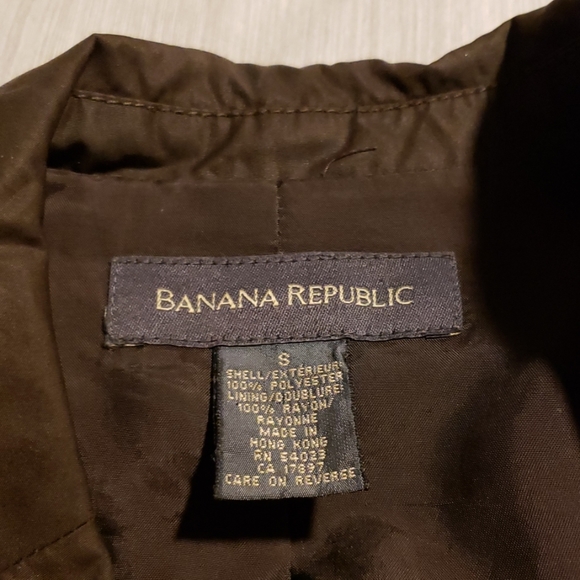 BANANA REPUBLIC
S
SHELL/EXTÉRIEUR:
100% POLYESTER
LINING/DOUBLURE:
100% RAYON/
RAYONNE
MADE IN
HONG KONG
RN 54023
CA 17897
CARE ON REVERSE